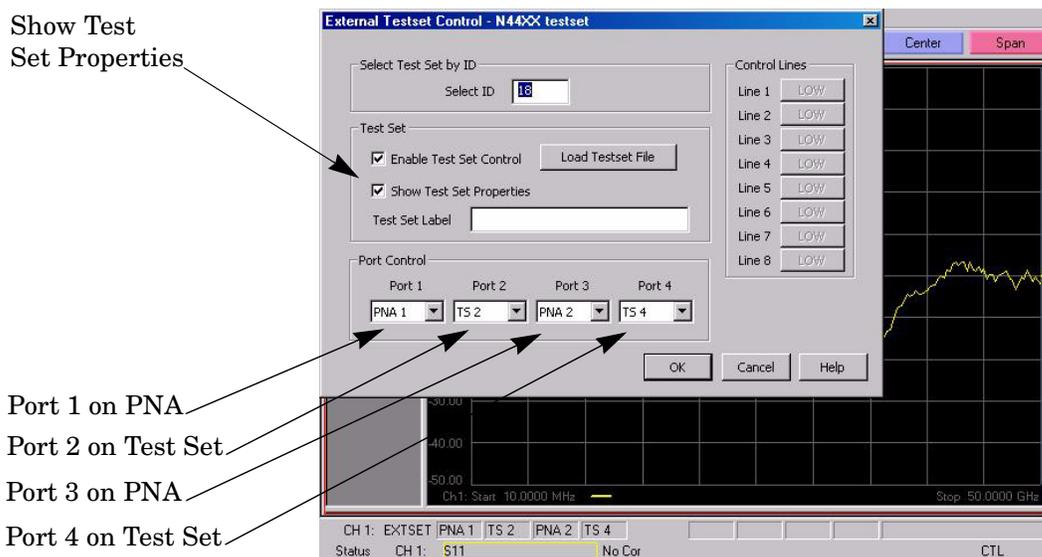 Show Test
Set Properties
External Testset Control - N44XX testset
Center
Span
Select Test Set by ID
Select ID 18
Test Set
Enable Test Set Control
Load Testset File
Show Test Set Properties
Test Set Label
Control Lines
Line 1 LOW
Line 2 LOW
Line 3 LOW
Line 4 LOW
Line 5 LOW
Line 6 LOW
Line 7 LOW
Line 8 LOW
Port Control
Port 1 Port 2 Port 3 Port 4
PNA 1 TS 2 PNA 2 TS 4
OK Cancel Help
Port 1 on PNA
Port 2 on Test Set
Port 3 on PNA
Port 4 on Test Set
-30.00
-40.00
-50.00
Ch1: Start 10.0000 MHz
Stop 50.0000 GHz
CH 1: EXTSET PNA 1 TS 2 PNA 2 TS 4
Status CH 1: S11 No Cor CTL